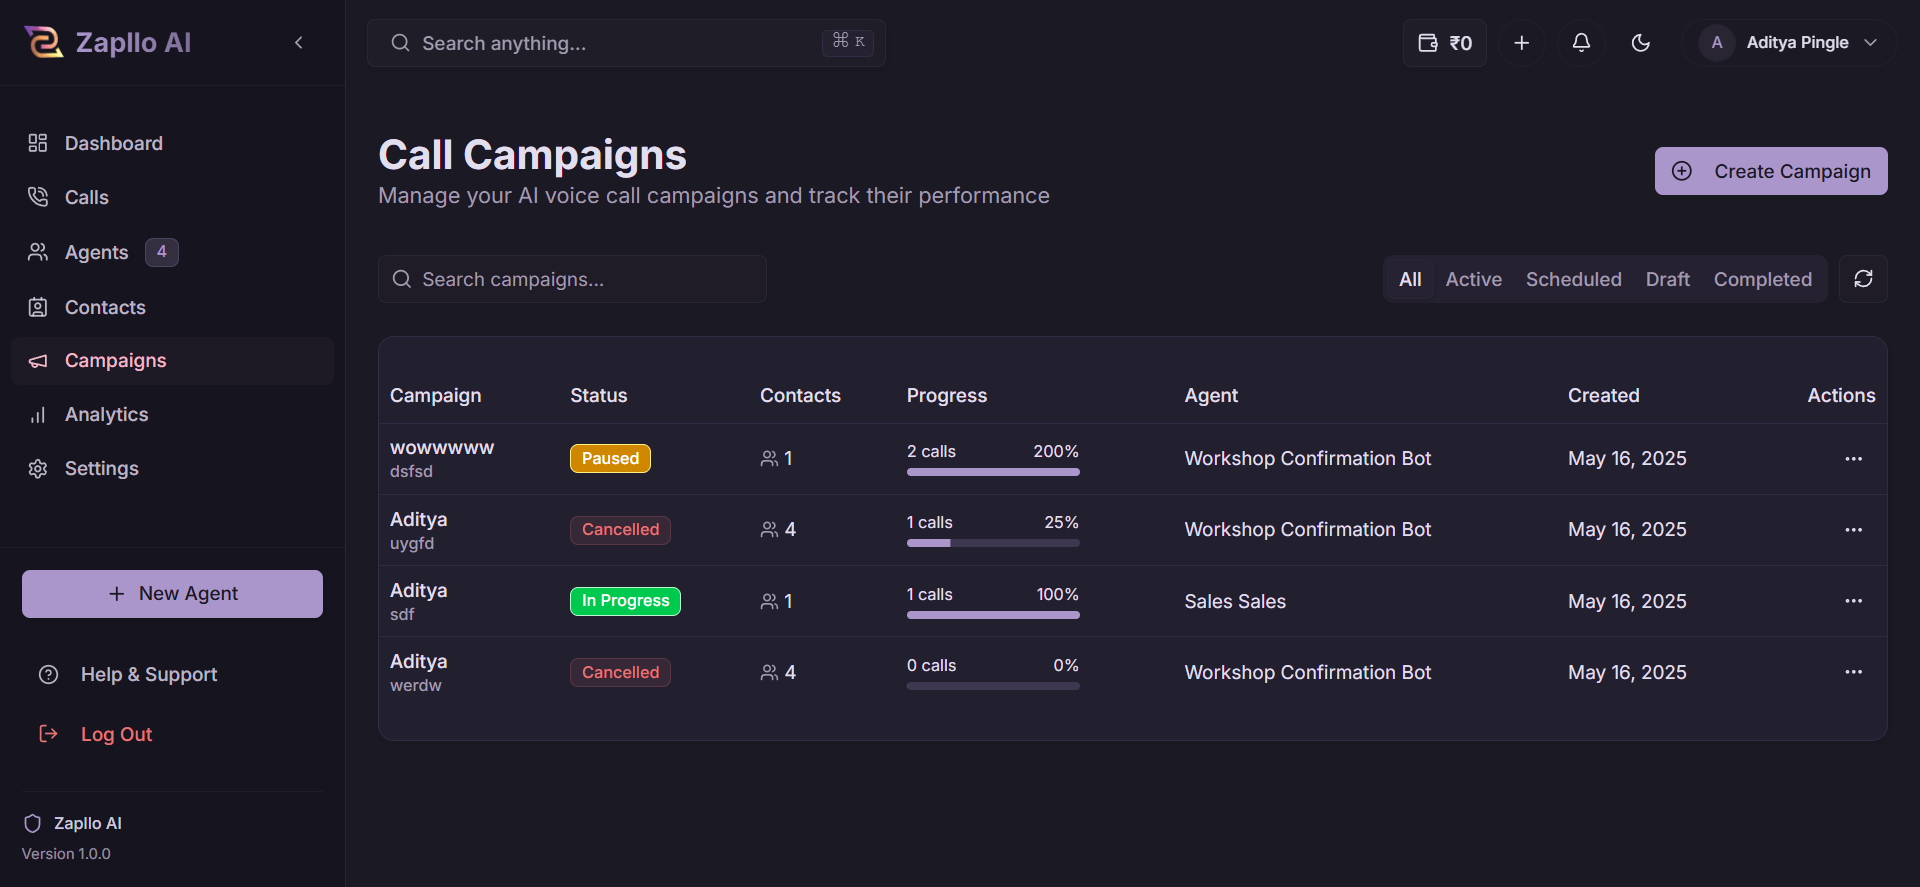 Zapllo AI
Search anything...
⌘ K
₹0
A
Aditya Pingle
Dashboard
Calls
Agents 4
Contacts
Campaigns
Analytics
Settings
New Agent
Help & Support
Log Out
Zapllo AI
Version 1.0.0
Call Campaigns
Manage your AI voice call campaigns and track their performance
Create Campaign
Search campaigns...
All Active Scheduled Draft Completed
Campaign Status Contacts Progress Agent Created Actions
wowwwww
dsfsd
Paused
1
2 calls 200%
Workshop Confirmation Bot
May 16, 2025
Aditya
uygfd
Cancelled
4
1 calls 25%
Workshop Confirmation Bot
May 16, 2025
Aditya
sdf
In Progress
1
1 calls 100%
Sales Sales
May 16, 2025
Aditya
werdw
Cancelled
4
0 calls 0%
Workshop Confirmation Bot
May 16, 2025